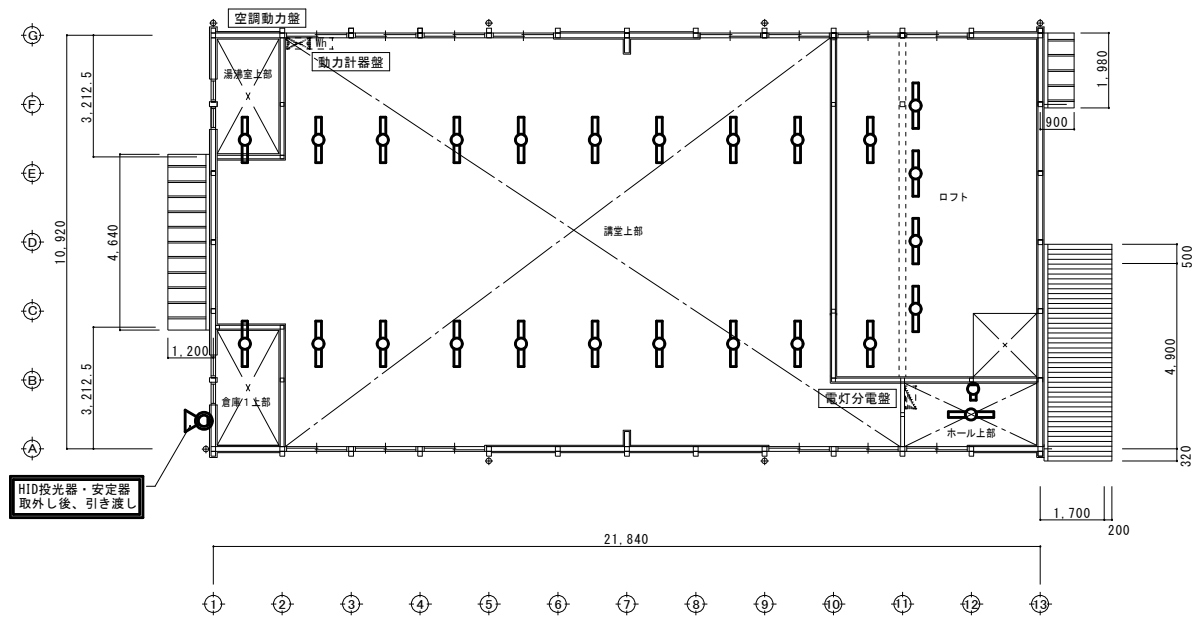 空調動力盤
G
Wh
動力計器盤
湯沸室上部
1,980
3,212.5
F
900
E
ロフト
10,920
4,640
D
講堂上部
500
C
1,200
4,900
3,212.5
B
倉庫1上部
電灯分電盤
ホール上部
A
320
HID投光器・安定器
取外し後、引き渡し
1,700
200
21,840
1 2 3 4 5 6 7 8 9 10 11 12 13